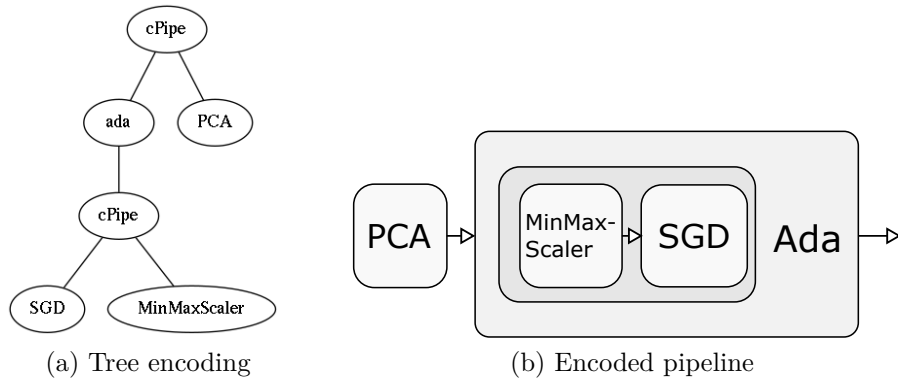 cPipe
ada
PCA
cPipe
SGD
MinMaxScaler
(a) Tree encoding
PCA
MinMax-
Scaler
SGD
Ada
(b) Encoded pipeline